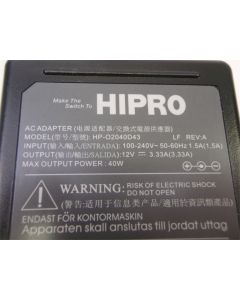 Make The
Switch To
HIPRO
AC ADAPTER (电源适配器/交換式電源供應器)
MODEL(型号/型號): HP-O2040D43 LF REV:A
INPUT(输入/輸入/ENTRADA): 100-240V~ 50-60Hz 1.5A(1.5A)
OUTPUT(输出/輸出/SALIDA): 12V ⎓ 3.33A(3.33A)
MAX OUTPUT POWER: 40W
WARNING: RISK OF ELECTRIC SHOCK
DO NOT OPEN
ENDAST FÖR KONTORMASKIN
Apparaten skall anslutas till jordat uttag